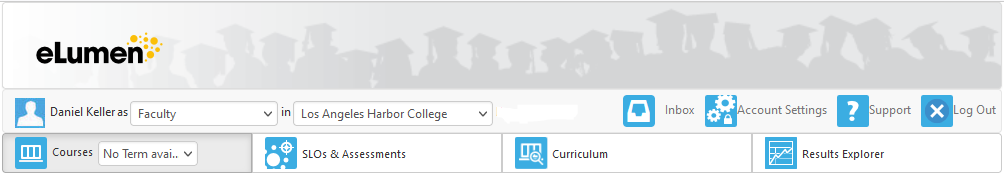 eLumen
Daniel Keller as Faculty in Los Angeles Harbor College Inbox Account Settings ? Support Log Out
Courses No Term avai.. SLOs & Assessments Curriculum Results Explorer